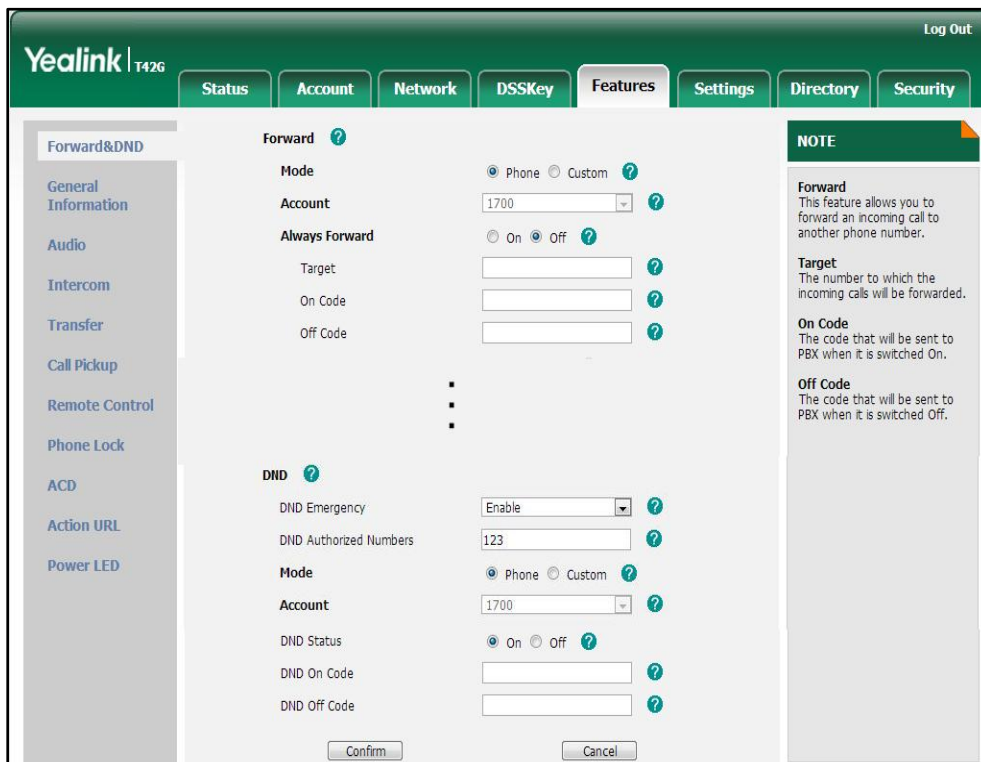 Log Out
Yealink T42G
Status Account Network DSSKey Features Settings Directory Security
Forward&DND
General
Information
Audio
Intercom
Transfer
Call Pickup
Remote Control
Phone Lock
ACD
Action URL
Power LED
Forward ?
Mode Phone Custom ?
Account 1700 ?
Always Forward On Off ?
Target ?
On Code ?
Off Code ?
DND ?
DND Emergency Enable ?
DND Authorized Numbers 123 ?
Mode Phone Custom ?
Account 1700 ?
DND Status On Off ?
DND On Code ?
DND Off Code ?
Confirm Cancel
NOTE
Forward
This feature allows you to
forward an incoming call to
another phone number.
Target
The number to which the
incoming calls will be forwarded.
On Code
The code that will be sent to
PBX when it is switched On.
Off Code
The code that will be sent to
PBX when it is switched Off.